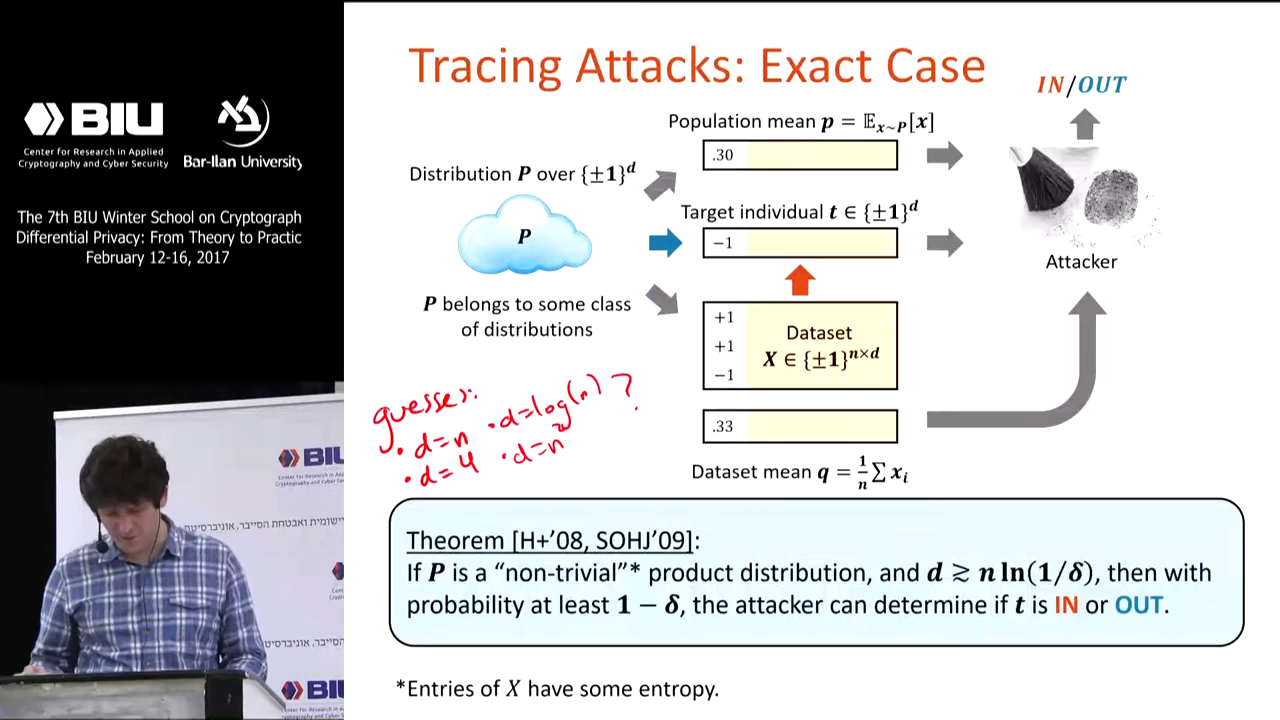 BIU
Center for Research in Applied
Cryptography and Cyber Security
Bar-Ilan University
The 7th BIU Winter School on Cryptograph
Differential Privacy: From Theory to Practic
February 12-16, 2017
Tracing Attacks: Exact Case
IN/OUT
Population mean p = 𝔼ₓ~P[x]
.30
Distribution P over {±1}ᵈ
Target individual t ∈ {±1}ᵈ
P
−1
Attacker
P belongs to some class
of distributions
+1
+1
−1
Dataset
X ∈ {±1}ⁿˣᵈ
guesses:
• d=n
• d=4
• d=log(n)
• d=n²
?
.33
Dataset mean q = 1/n ∑ xᵢ
Theorem [H+'08, SOHJ'09]:
If P is a "non-trivial"* product distribution, and d ≳ n ln(1/δ), then with
probability at least 1 − δ, the attacker can determine if t is IN or OUT.
*Entries of X have some entropy.
BIU
BIU